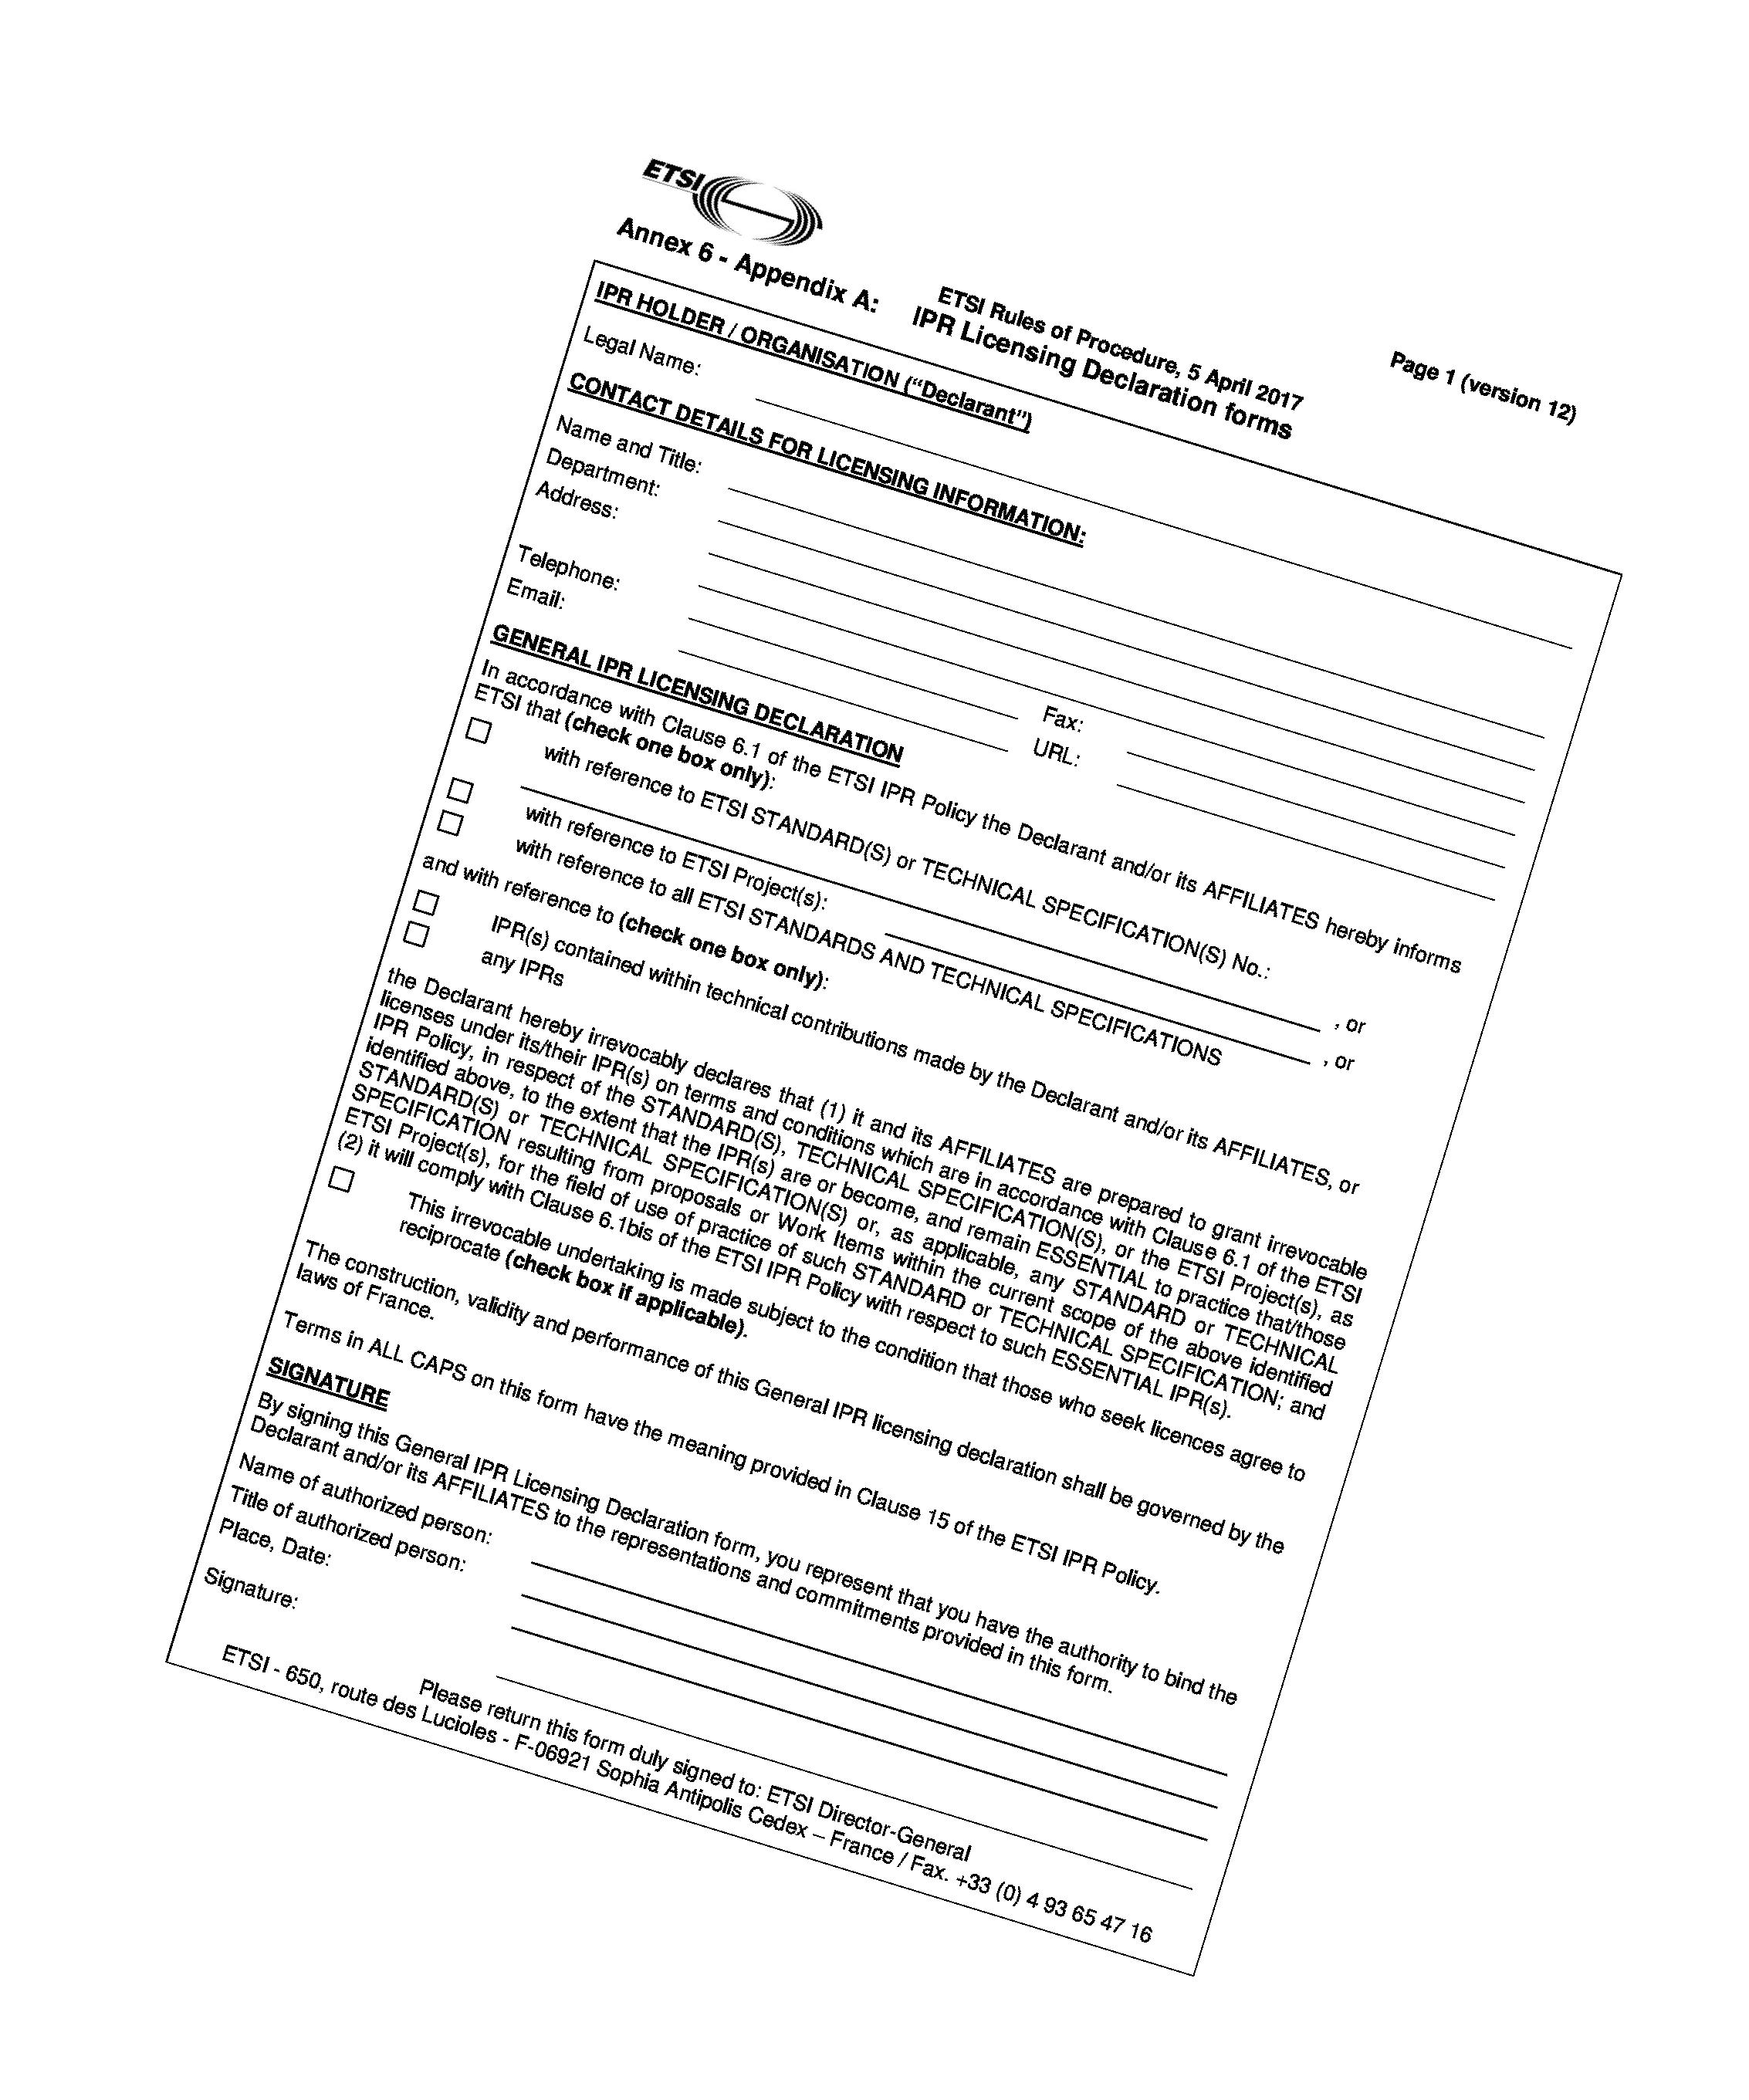 ETSI
ETSI Rules of Procedure, 5 April 2017
Page 1 (version 12)
Annex 6 - Appendix A: IPR Licensing Declaration forms
IPR HOLDER / ORGANISATION (“Declarant”)
Legal Name:
CONTACT DETAILS FOR LICENSING INFORMATION:
Name and Title:
Department:
Address:
Telephone: Fax:
Email: URL:
GENERAL IPR LICENSING DECLARATION
In accordance with Clause 6.1 of the ETSI IPR Policy the Declarant and/or its AFFILIATES hereby informs
ETSI that (check one box only):
with reference to ETSI STANDARD(S) or TECHNICAL SPECIFICATION(S) No.:
, or
with reference to ETSI Project(s): , or
with reference to all ETSI STANDARDS AND TECHNICAL SPECIFICATIONS
and with reference to (check one box only):
IPR(s) contained within technical contributions made by the Declarant and/or its AFFILIATES, or
any IPRs
the Declarant hereby irrevocably declares that (1) it and its AFFILIATES are prepared to grant irrevocable
licenses under its/their IPR(s) on terms and conditions which are in accordance with Clause 6.1 of the ETSI
IPR Policy, in respect of the STANDARD(S), TECHNICAL SPECIFICATION(S), or the ETSI Project(s), as
identified above, to the extent that the IPR(s) are or become, and remain ESSENTIAL to practice that/those
STANDARD(S) or TECHNICAL SPECIFICATION(S) or, as applicable, any STANDARD or TECHNICAL
SPECIFICATION resulting from proposals or Work Items within the current scope of the above identified
ETSI Project(s), for the field of use of practice of such STANDARD or TECHNICAL SPECIFICATION; and
(2) it will comply with Clause 6.1bis of the ETSI IPR Policy with respect to such ESSENTIAL IPR(s).
This irrevocable undertaking is made subject to the condition that those who seek licences agree to
reciprocate (check box if applicable).
The construction, validity and performance of this General IPR licensing declaration shall be governed by the
laws of France.
Terms in ALL CAPS on this form have the meaning provided in Clause 15 of the ETSI IPR Policy.
SIGNATURE
By signing this General IPR Licensing Declaration form, you represent that you have the authority to bind the
Declarant and/or its AFFILIATES to the representations and commitments provided in this form.
Name of authorized person:
Title of authorized person:
Place, Date:
Signature:
Please return this form duly signed to: ETSI Director-General
ETSI - 650, route des Lucioles - F-06921 Sophia Antipolis Cedex – France / Fax. +33 (0) 4 93 65 47 16